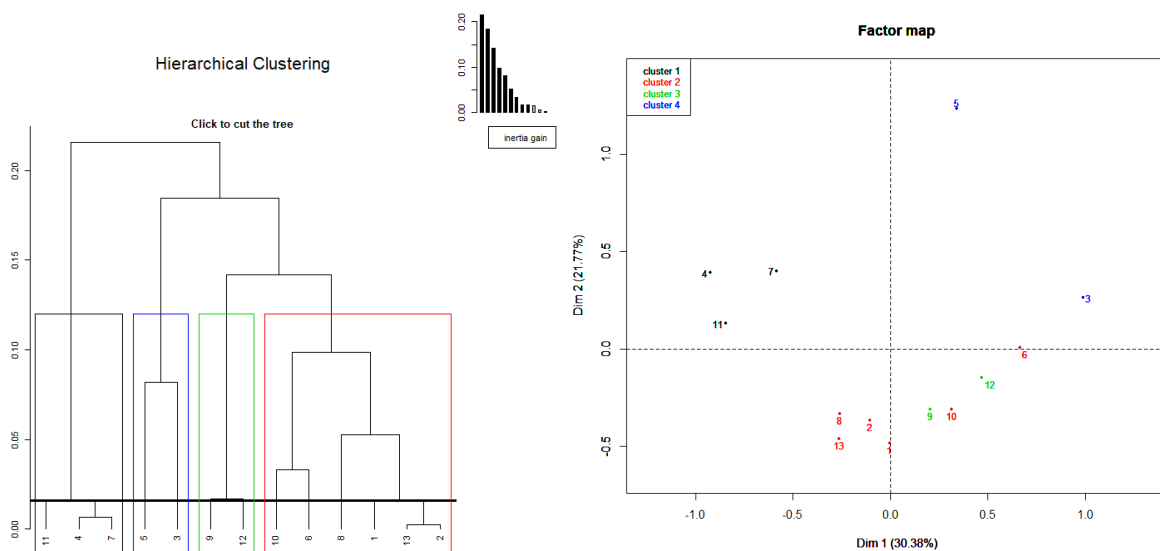 Hierarchical Clustering
0.00 0.10 0.20
inertia gain
Click to cut the tree
0.20
0.15
0.10
0.05
0.00
11 4 7 5 3 9 12 10 6 8 1 13 2
Factor map
cluster 1
cluster 2
cluster 3
cluster 4
Dim 2 (21.77%)
1.0
0.5
0.0
-0.5
5
4
7
3
11
6
12
8
2
9
10
13
1
-1.0 -0.5 0.0 0.5 1.0
Dim 1 (30.38%)